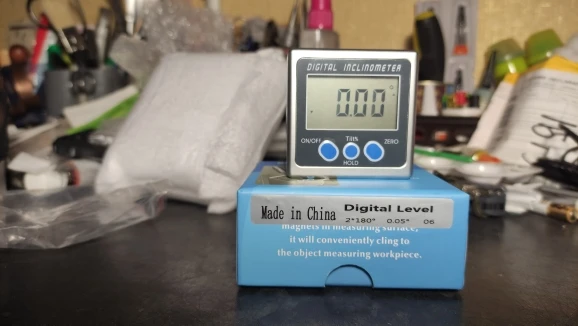 DIGITAL INCLINOMETER
0.00°
ON/OFF
Tilt%
ZERO
HOLD
Made in China
Digital Level
2*180° 0.05° 06
magnets in measuring surface,
it will conveniently cling to
the object measuring workpiece.